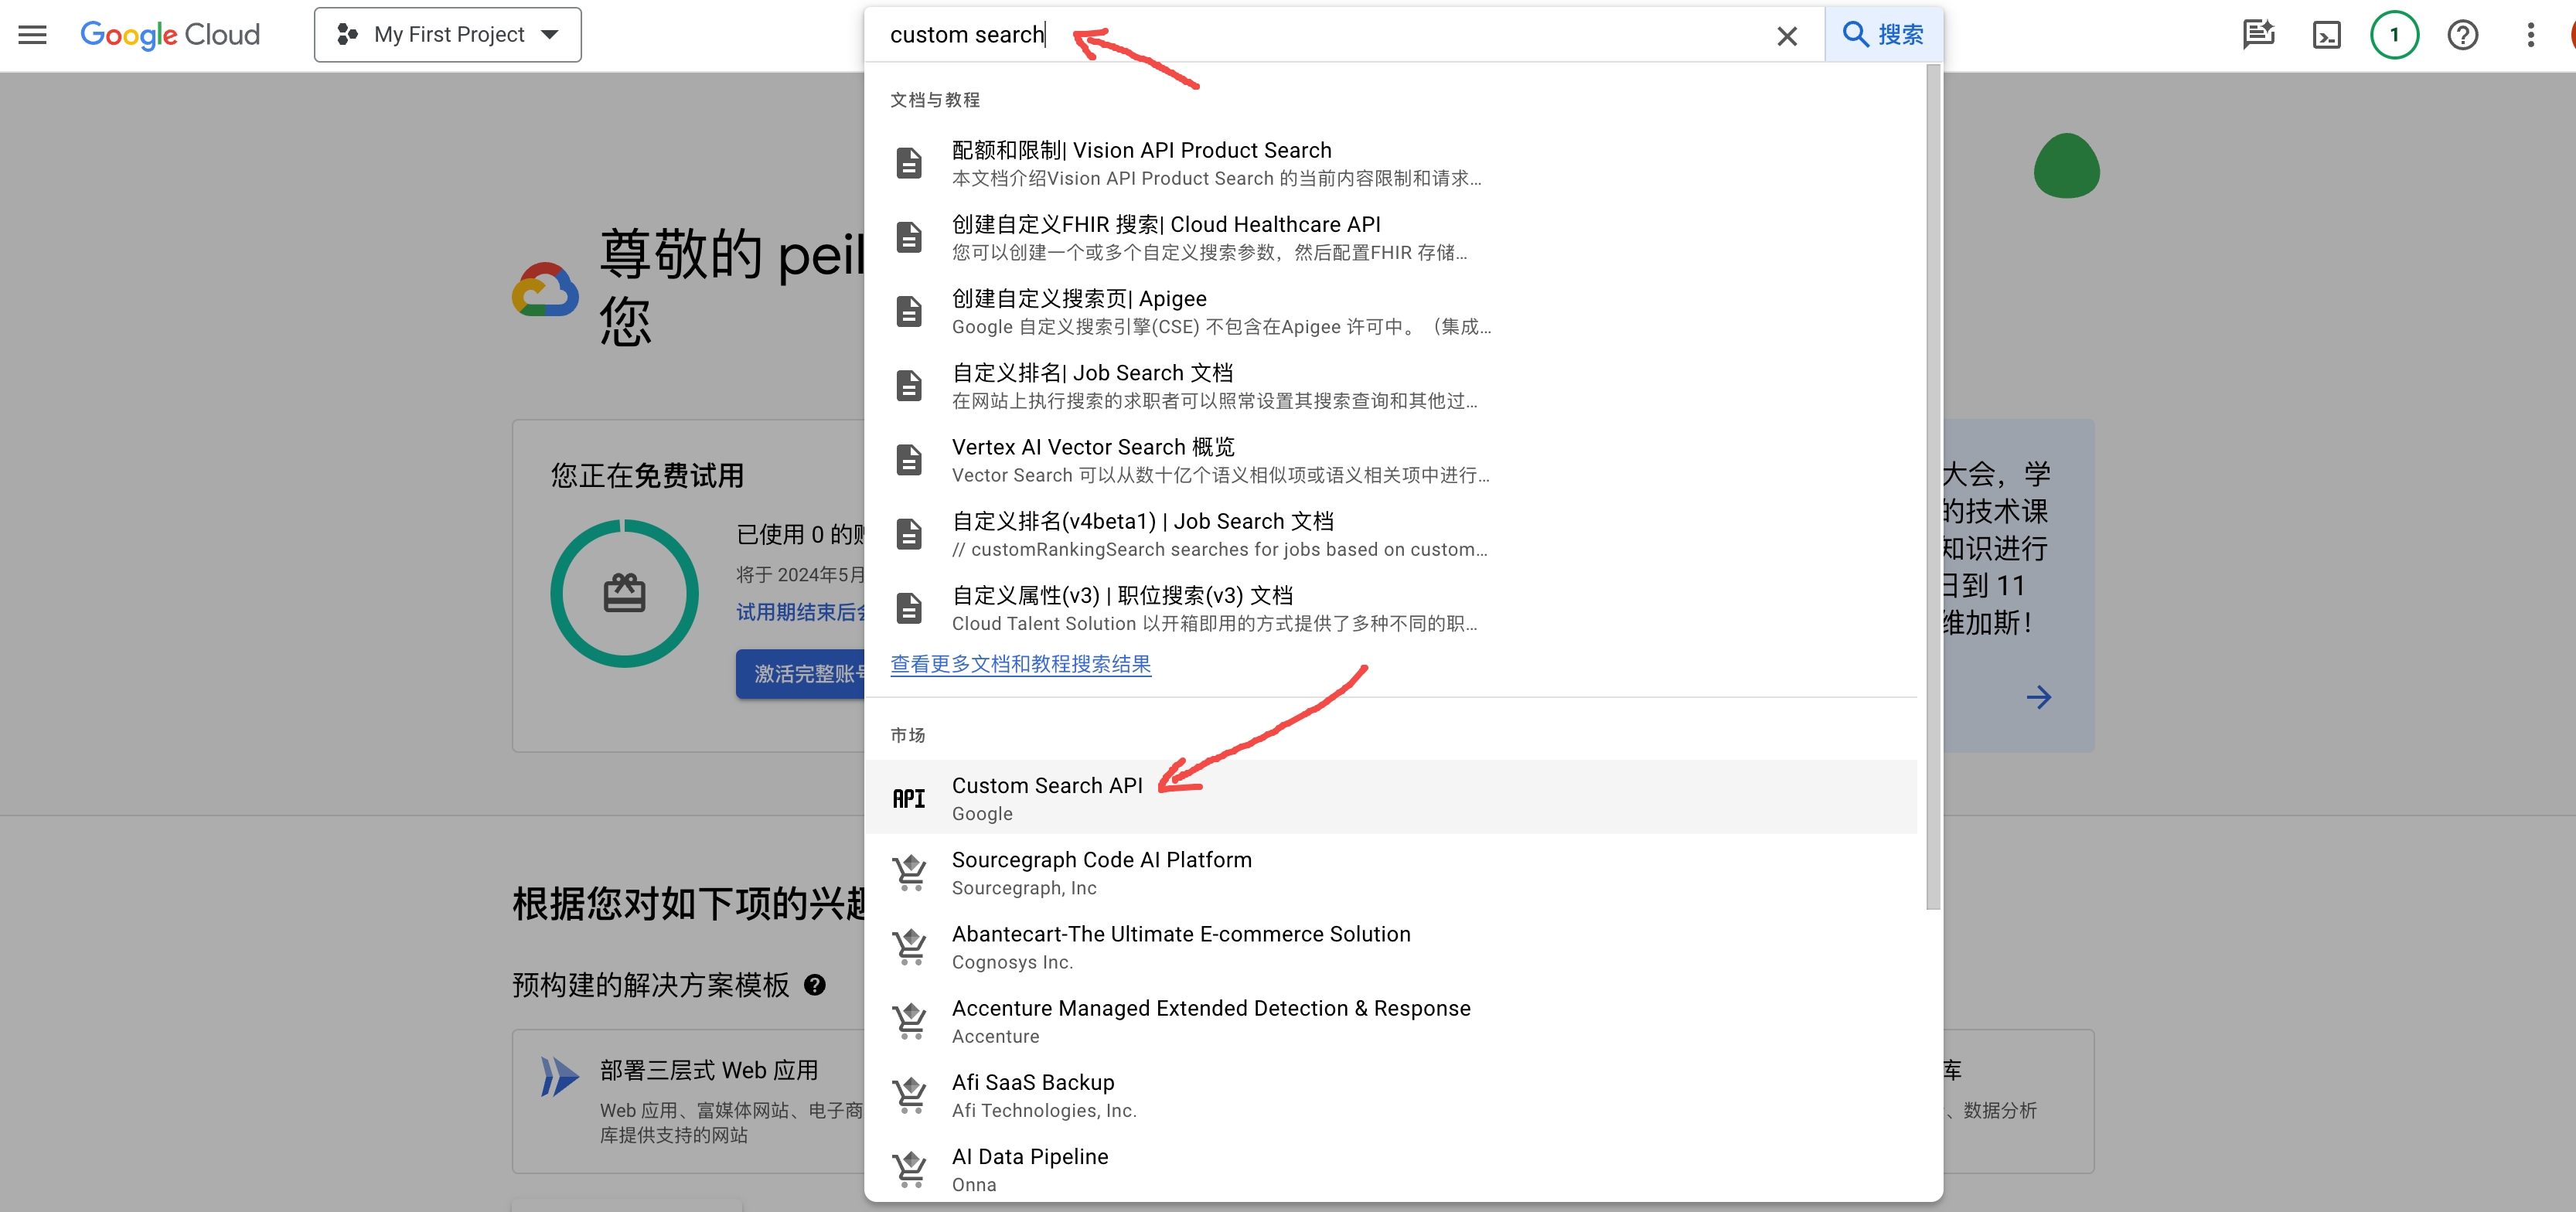 Google Cloud
My First Project
custom search
搜索
1
文档与教程
配额和限制| Vision API Product Search
本文档介绍Vision API Product Search 的当前内容限制和请求...
创建自定义FHIR 搜索| Cloud Healthcare API
您可以创建一个或多个自定义搜索参数，然后配置FHIR 存储...
创建自定义搜索页| Apigee
Google 自定义搜索引擎(CSE) 不包含在Apigee 许可中。（集成...
自定义排名| Job Search 文档
在网站上执行搜索的求职者可以照常设置其搜索查询和其他过...
Vertex AI Vector Search 概览
Vector Search 可以从数十亿个语义相似项或语义相关项中进行...
自定义排名(v4beta1) | Job Search 文档
// customRankingSearch searches for jobs based on custom...
自定义属性(v3) | 职位搜索(v3) 文档
Cloud Talent Solution 以开箱即用的方式提供了多种不同的职...
查看更多文档和教程搜索结果
市场
API
Custom Search API
Google
Sourcegraph Code AI Platform
Sourcegraph, Inc
Abantecart-The Ultimate E-commerce Solution
Cognosys Inc.
Accenture Managed Extended Detection & Response
Accenture
Afi SaaS Backup
Afi Technologies, Inc.
AI Data Pipeline
Onna
尊敬的 peil
您
您正在免费试用
已使用 0 的
将于 2024年5月
试用期结束后
激活完整账号
大会，学
的技术课
知识进行
日到 11
维加斯！
根据您对如下项的兴趣
预构建的解决方案模板
部署三层式 Web 应用
Web 应用、富媒体网站、电子商
库提供支持的网站
库
、数据分析